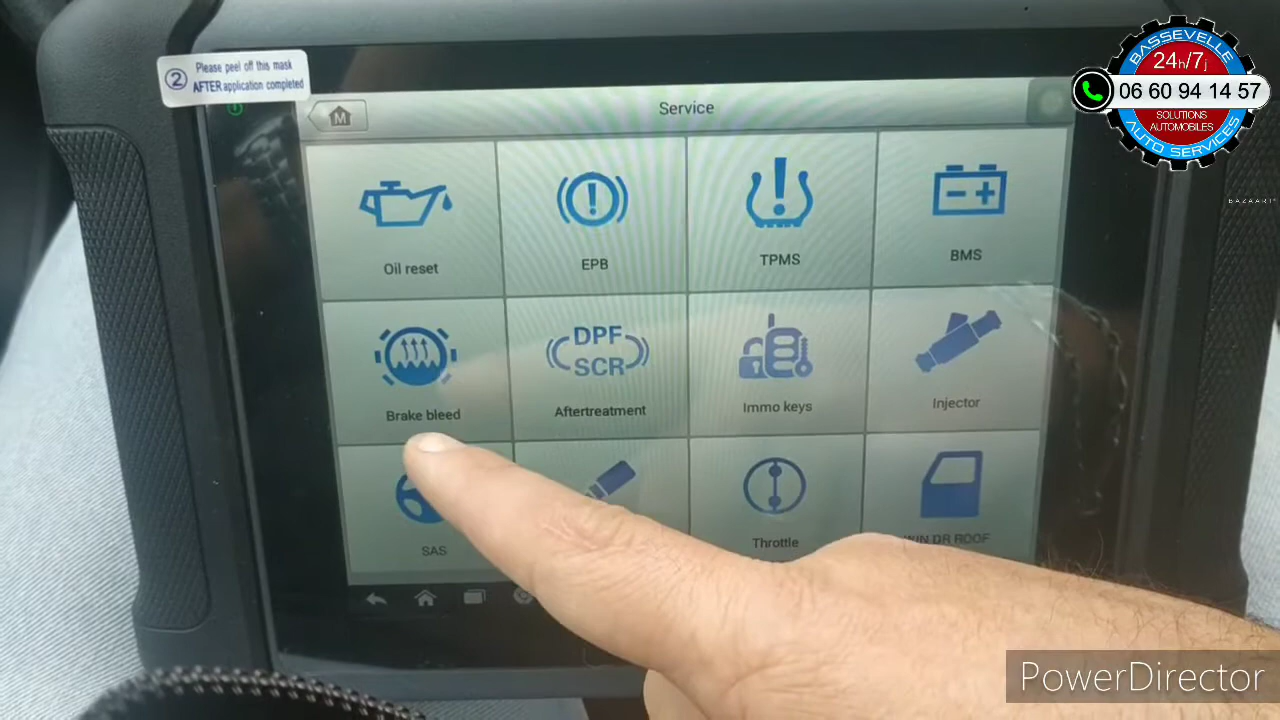 2 Please peel off this mask
AFTER application completed
M
Service
Oil reset
EPB
TPMS
BMS
Brake bleed
DPF
SCR
Aftertreatment
Immo keys
Injector
SAS
Throttle
WIN DR ROOF
BASSEVELLE
24h/7j
06 60 94 14 57
SOLUTIONS
AUTOMOBILES
AUTO SERVICES
BAZAART
PowerDirector